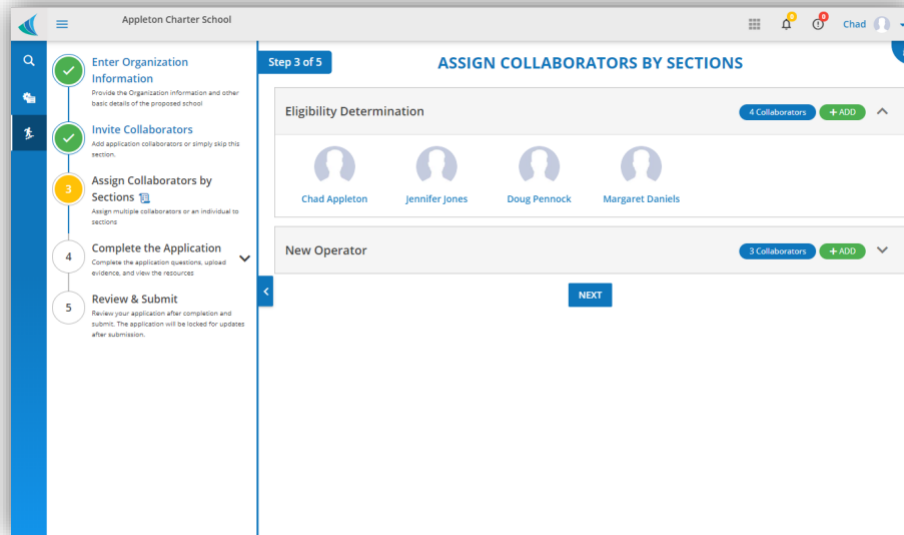 Appleton Charter School
0
0
Chad
Enter Organization
Information
Provide the Organization information and other
basic details of the proposed school
Invite Collaborators
Add application collaborators or simply skip this
section.
3
Assign Collaborators by
Sections
Assign multiple collaborators or an individual to
sections
4
Complete the Application
Complete the application questions, upload
evidence, and view the resources
5
Review & Submit
Review your application after completion and
submit. The application will be locked for updates
after submission.
Step 3 of 5
ASSIGN COLLABORATORS BY SECTIONS
Eligibility Determination
4 Collaborators
+ ADD
Chad Appleton
Jennifer Jones
Doug Pennock
Margaret Daniels
New Operator
3 Collaborators
+ ADD
NEXT